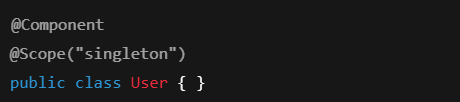 @Component
@Scope("singleton")
public class User { }